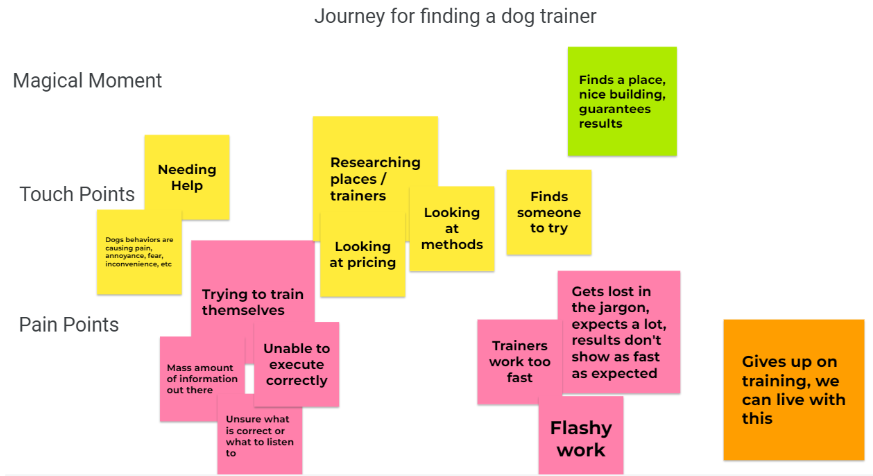 Journey for finding a dog trainer
Magical Moment
Finds a place,
nice building,
guarantees
results
Touch Points
Needing
Help
Dogs behaviors are
causing pain,
annoyance, fear,
inconvenience, etc
Researching
places /
trainers
Looking
at pricing
Looking
at
methods
Finds
someone
to try
Pain Points
Trying to train
themselves
Mass amount
of information
out there
Unable to
execute
correctly
Unsure what
is correct or
what to listen
to
Trainers
work too
fast
Gets lost in
the jargon,
expects a lot,
results don't
show as fast
as expected
Flashy
work
Gives up on
training, we
can live with
this